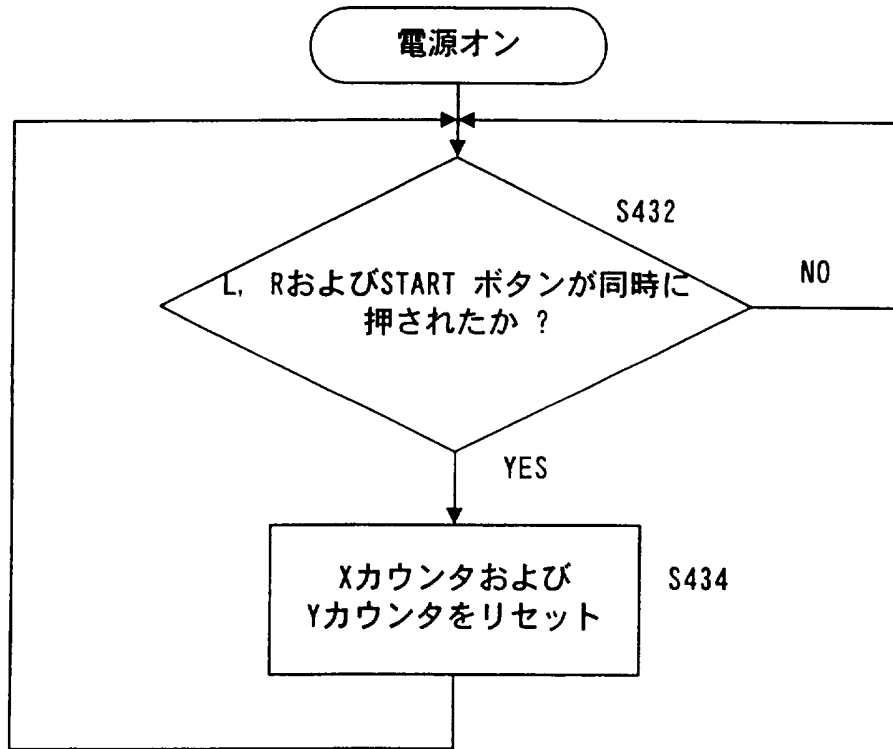 電源オン
S432
L, RおよびSTART ボタンが同時に
押されたか ?
NO
YES
Xカウンタおよび
Yカウンタをリセット
S434